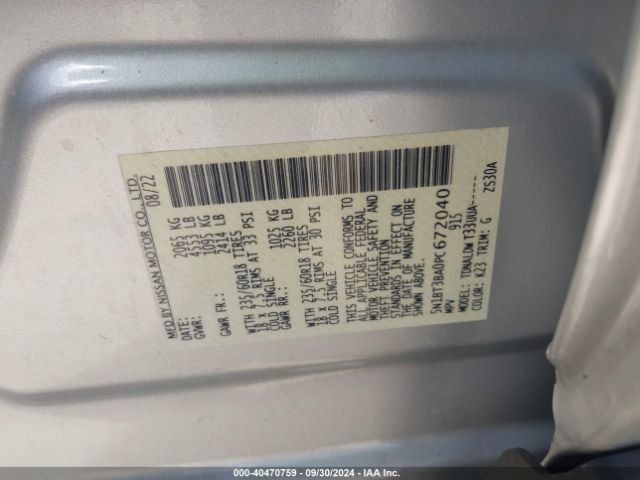 MFD BY NISSAN MOTOR CO., LTD.
DATE: 08/22
GVWR: 2065 KG
4553 LB
GAWR FR.: 1095 KG
2414 LB
WITH 235/60R18 TIRES
18 X 7.5 RIMS AT 33 PSI
COLD SINGLE
GAWR RR.: 1025 KG
2260 LB
WITH 235/60R18 TIRES
18 X 7.5 RIMS AT 30 PSI
COLD SINGLE
THIS VEHICLE CONFORMS TO
ALL APPLICABLE FEDERAL
MOTOR VEHICLE SAFETY AND
THEFT PREVENTION
STANDARDS IN EFFECT ON
THE DATE OF MANUFACTURE
SHOWN ABOVE.
5N1BT3BA0PC672040
MPV 915
MODEL: TDNALDW T33UUA-----
COLOR: K23 TRIM: G ZS30A
000-40470759 - 09/30/2024 - IAA Inc.